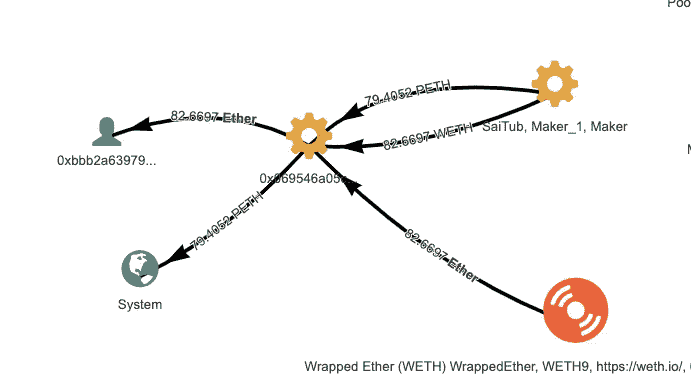 Poo
79.4052 PETH
82.6697 Ether
SaiTub, Maker_1, Maker
82.6697 WETH
M
0xbbb2a63979...
79.4052 PETH
82.6697 Ether
System
Wrapped Ether (WETH) WrappedEther, WETH9, https://weth.io/,